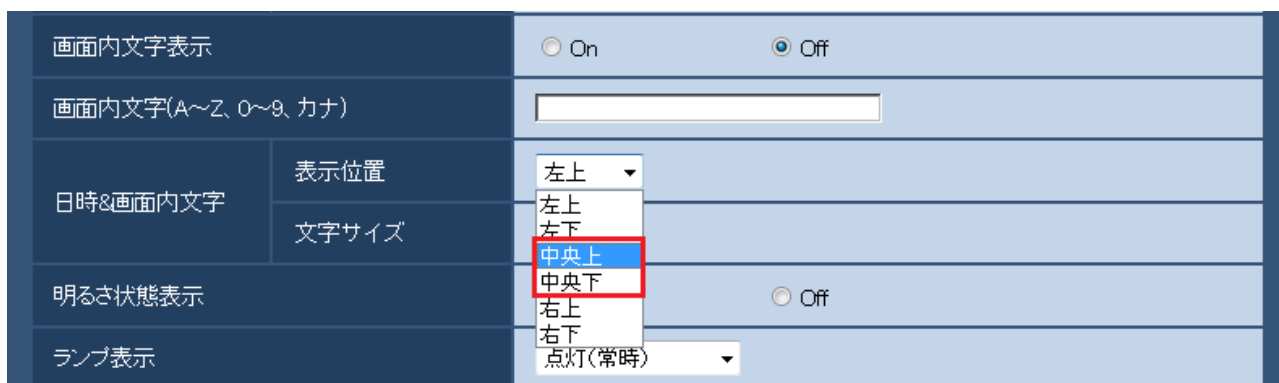 画面内文字表示
On
Off
画面内文字(A～Z、0～9、カナ)
日時&画面内文字
表示位置
左上
左上
左下
中央上
中央下
右上
右下
文字サイズ
明るさ状態表示
Off
ランプ表示
点灯(常時)